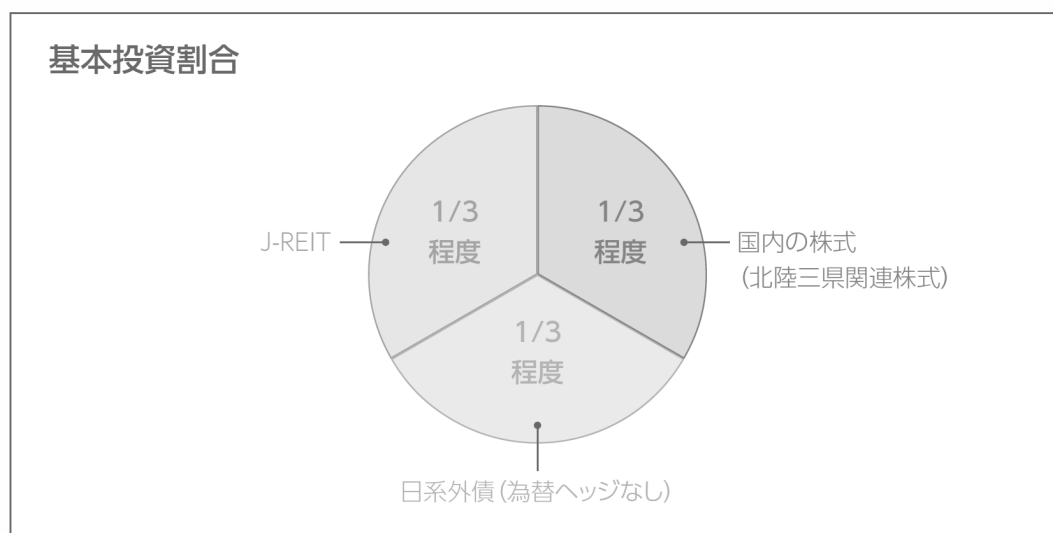 基本投資割合
J-REIT
1/3
程度
1/3
程度
国内の株式
(北陸三県関連株式)
1/3
程度
日系外債(為替ヘッジなし)